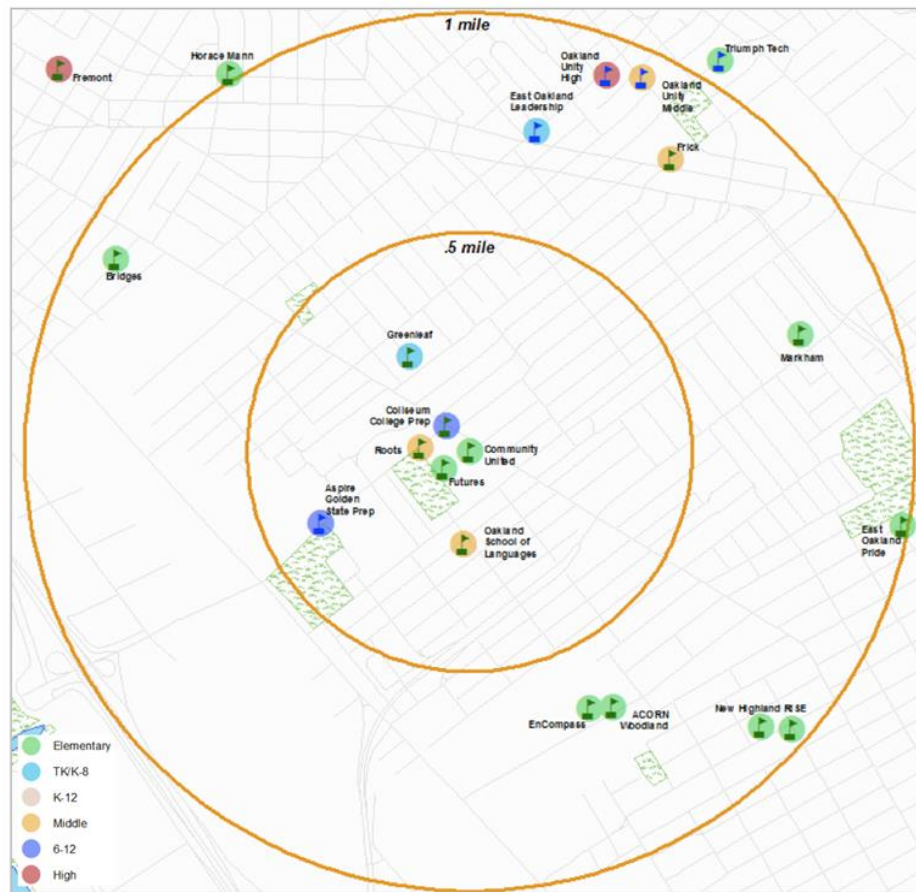 1 mile
Horace Mann
Fremont
Oakland
Unity
High
Triumph Tech
Oakland
Unity
Middle
East Oakland
Leadership
Frick
.5 mile
Bridges
Greenleaf
Markham
Coliseum
College Prep
Roots
Community
United
Futures
Aspire
Golden
State Prep
Oakland
School of
Languages
East
Oakland
Pride
EnCompass
ACORN
Woodland
New Highland
RISE
Elementary
TK/K-8
K-12
Middle
6-12
High